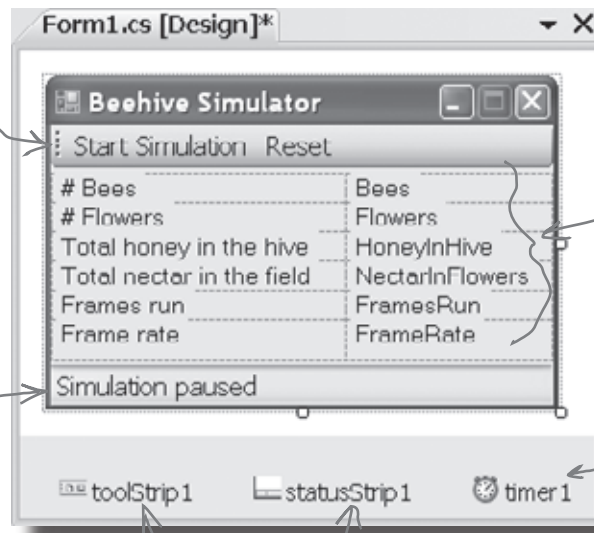 Form1.cs [Design]*
Beehive Simulator
Start Simulation Reset
# Bees Bees
# Flowers Flowers
Total honey in the hive HoneyInHive
Total nectar in the field NectarInFlowers
Frames run FramesRun
Frame rate FrameRate
Simulation paused
toolStrip1 statusStrip1 timer1